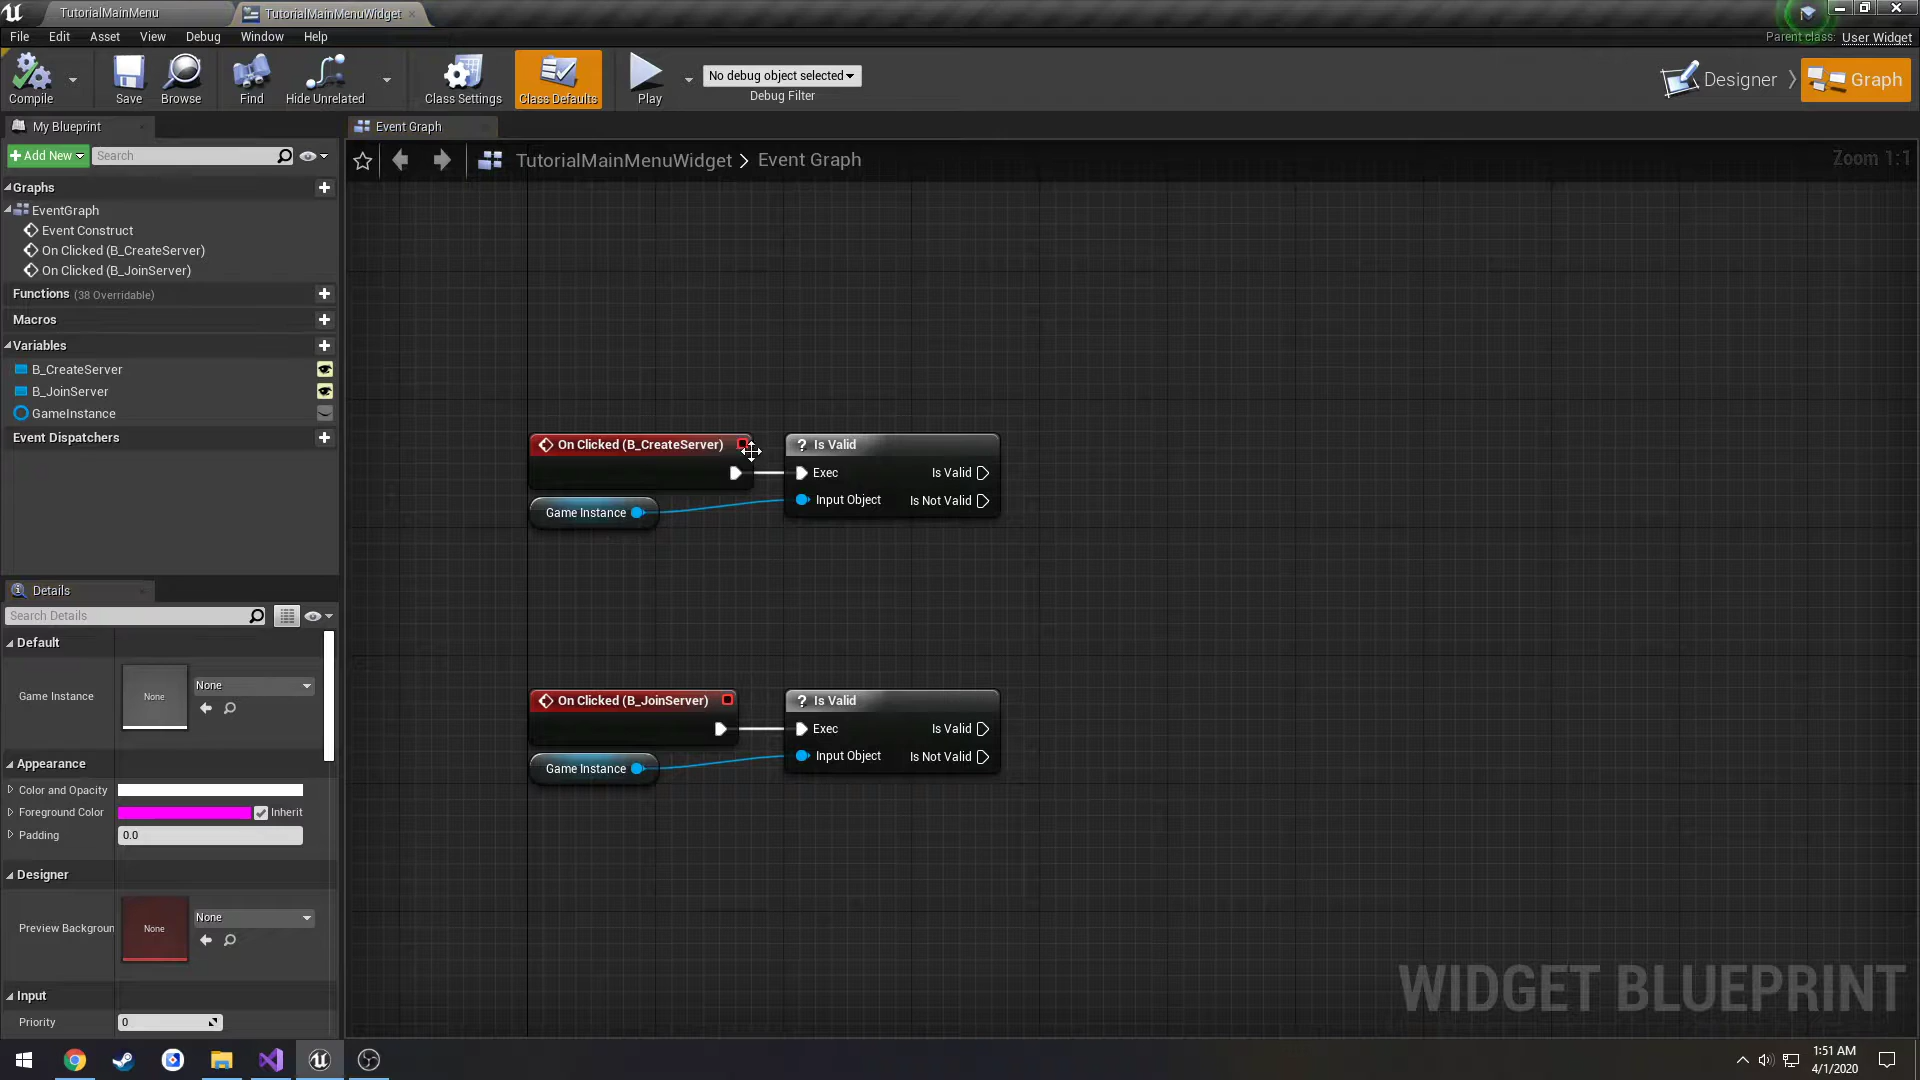 TutorialMainMenu
TutorialMainMenuWidget
File Edit Asset View Debug Window Help
Parent class: User Widget
Compile
Save
Browse
Find
Hide Unrelated
Class Settings
Class Defaults
Play
No debug object selected
Debug Filter
Designer
Graph
My Blueprint
Add New
Search
Graphs
EventGraph
Event Construct
On Clicked (B_CreateServer)
On Clicked (B_JoinServer)
Functions (38 Overridable)
Macros
Variables
B_CreateServer
B_JoinServer
GameInstance
Event Dispatchers
Details
Search Details
Default
Game Instance
None
None
Appearance
Color and Opacity
Foreground Color
Inherit
Padding
0.0
Designer
Preview Backgroun
None
None
Input
Priority
0
Event Graph
TutorialMainMenuWidget > Event Graph
Zoom 1:1
On Clicked (B_CreateServer)
Game Instance
? Is Valid
Exec
Is Valid
Input Object
Is Not Valid
On Clicked (B_JoinServer)
Game Instance
? Is Valid
Exec
Is Valid
Input Object
Is Not Valid
WIDGET BLUEPRINT
1:51 AM
4/1/2020